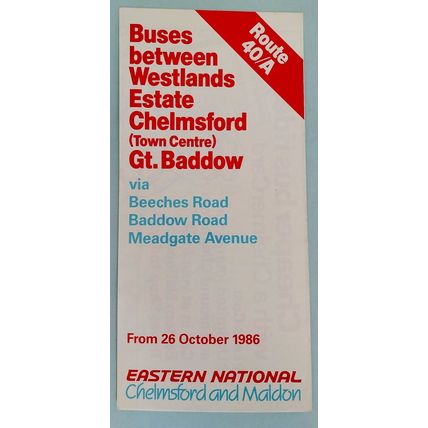 Route
40/A
Buses
between
Westlands
Estate
Chelmsford
(Town Centre)
Gt. Baddow
via
Beeches Road
Baddow Road
Meadgate Avenue
From 26 October 1986
EASTERN NATIONAL
Chelmsford and Maldon